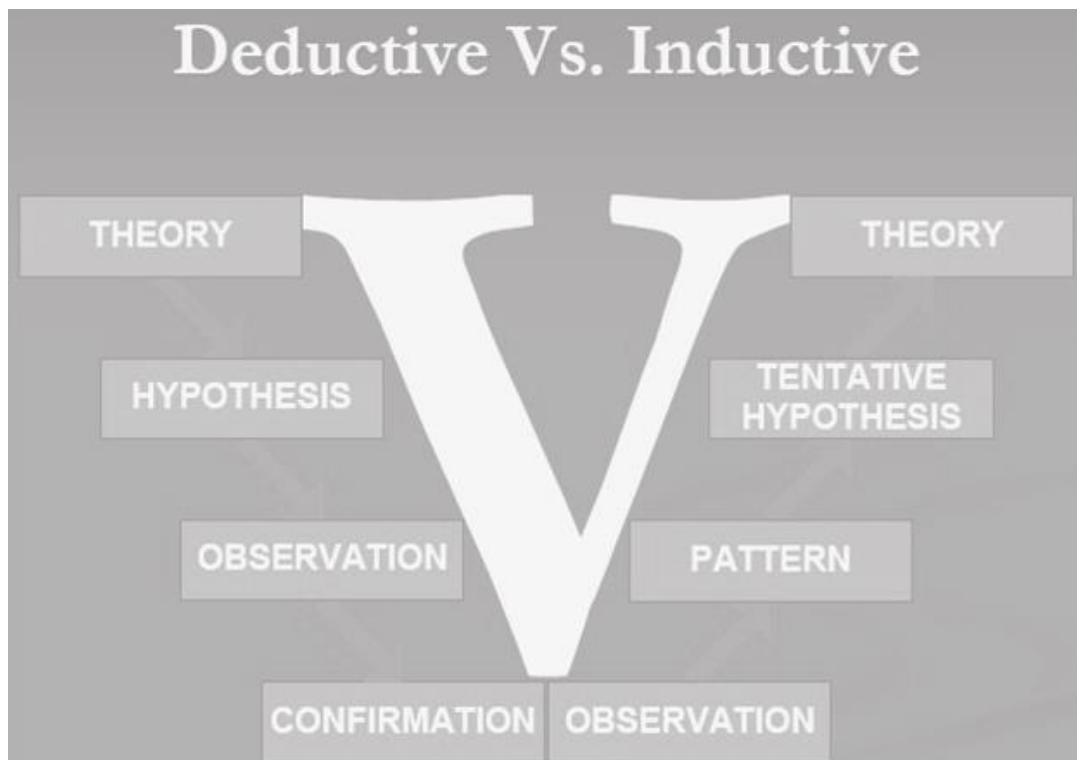 Deductive Vs. Inductive
V
THEORY
THEORY
HYPOTHESIS
TENTATIVE
HYPOTHESIS
OBSERVATION
PATTERN
CONFIRMATION
OBSERVATION